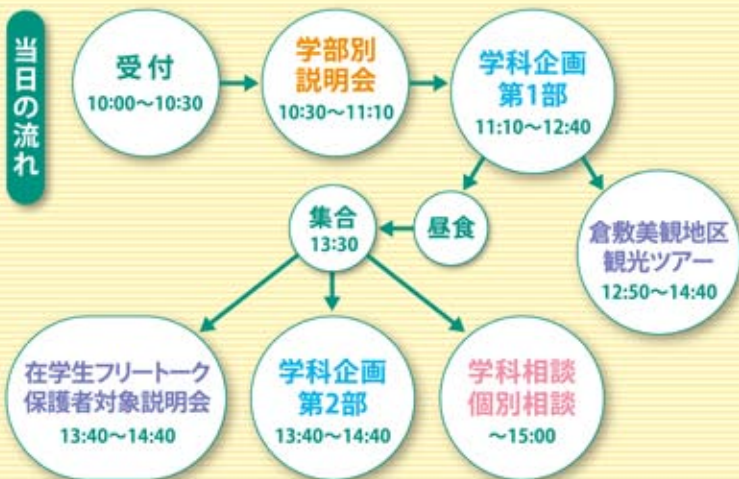 当日の流れ
受付
10:00〜10:30
学部別
説明会
10:30〜11:10
学科企画
第1部
11:10〜12:40
倉敷美観地区
観光ツアー
12:50〜14:40
昼食
集合
13:30
在学生フリートーク
保護者対象説明会
13:40〜14:40
学科企画
第2部
13:40〜14:40
学科相談
個別相談
〜15:00